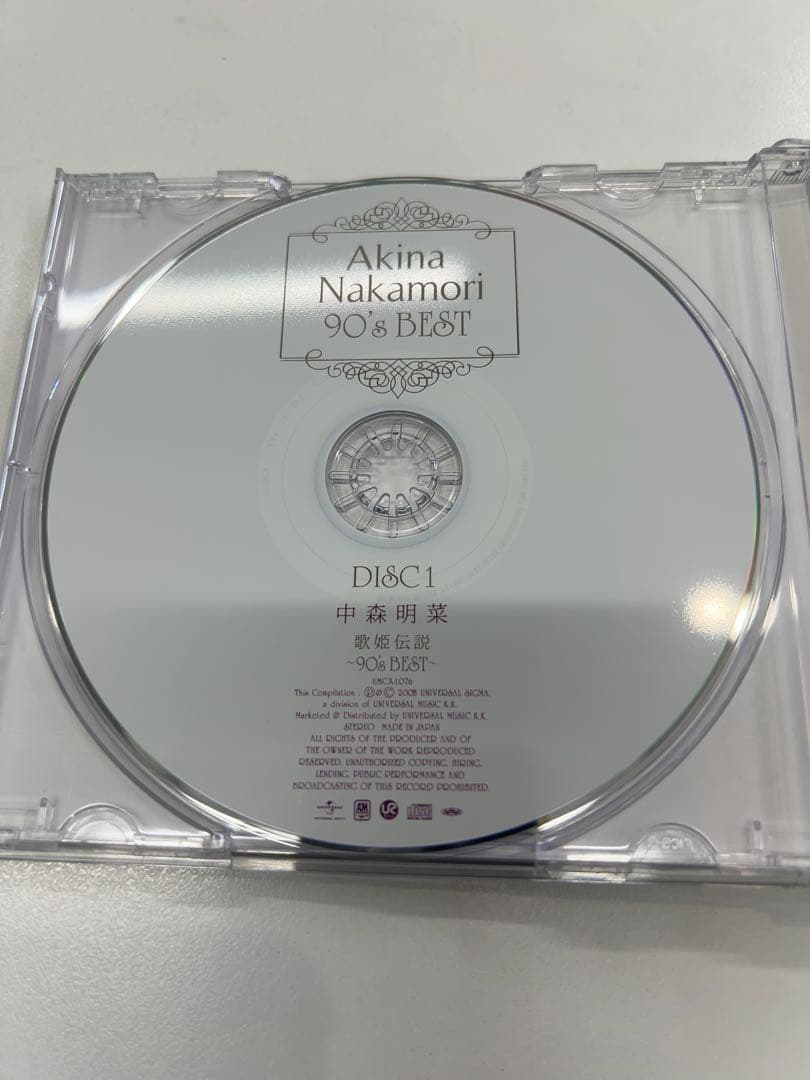 Akina
Nakamori
90's BEST
DISC 1
中森明菜
歌姫伝説
~90's BEST~
UMCX-1076
This Compilation : ℗&© 2008 UNIVERSAL SIGMA,
a division of UNIVERSAL MUSIC K.K.
Marketed & Distributed by UNIVERSAL MUSIC K.K.
STEREO MADE IN JAPAN
ALL RIGHTS OF THE PRODUCER AND OF
THE OWNER OF THE WORK REPRODUCED
RESERVED. UNAUTHORIZED COPYING, HIRING,
LENDING, PUBLIC PERFORMANCE AND
BROADCASTING OF THIS RECORD PROHIBITED.
UNIVERSAL